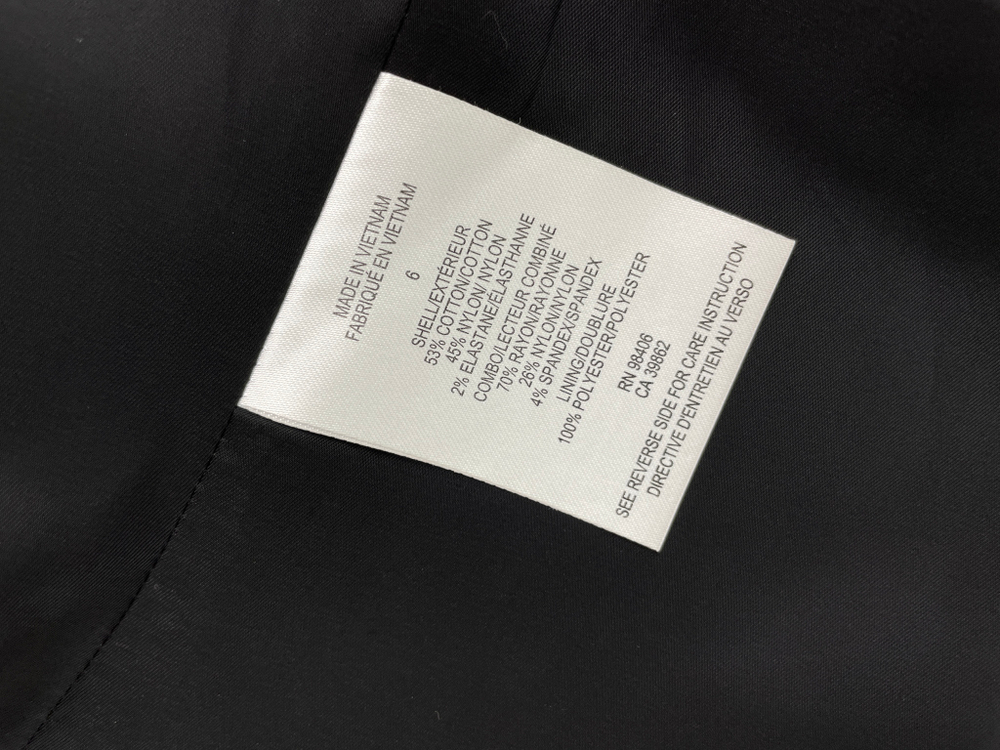 MADE IN VIETNAM
FABRIQUÉ EN VIETNAM
6
SHELL/EXTÉRIEUR
53% COTTON/COTTON
45% NYLON/ NYLON
2% ELASTANE/ÉLASTHANNE
COMBO/LECTEUR COMBINÉ
70% RAYON/RAYONNE
26% NYLON/NYLON
4% SPANDEX/SPANDEX
LINING/DOUBLURE
100% POLYESTER/POLYESTER
RN 98406
CA 39862
SEE REVERSE SIDE FOR CARE INSTRUCTION
DIRECTIVE D'ENTRETIEN AU VERSO